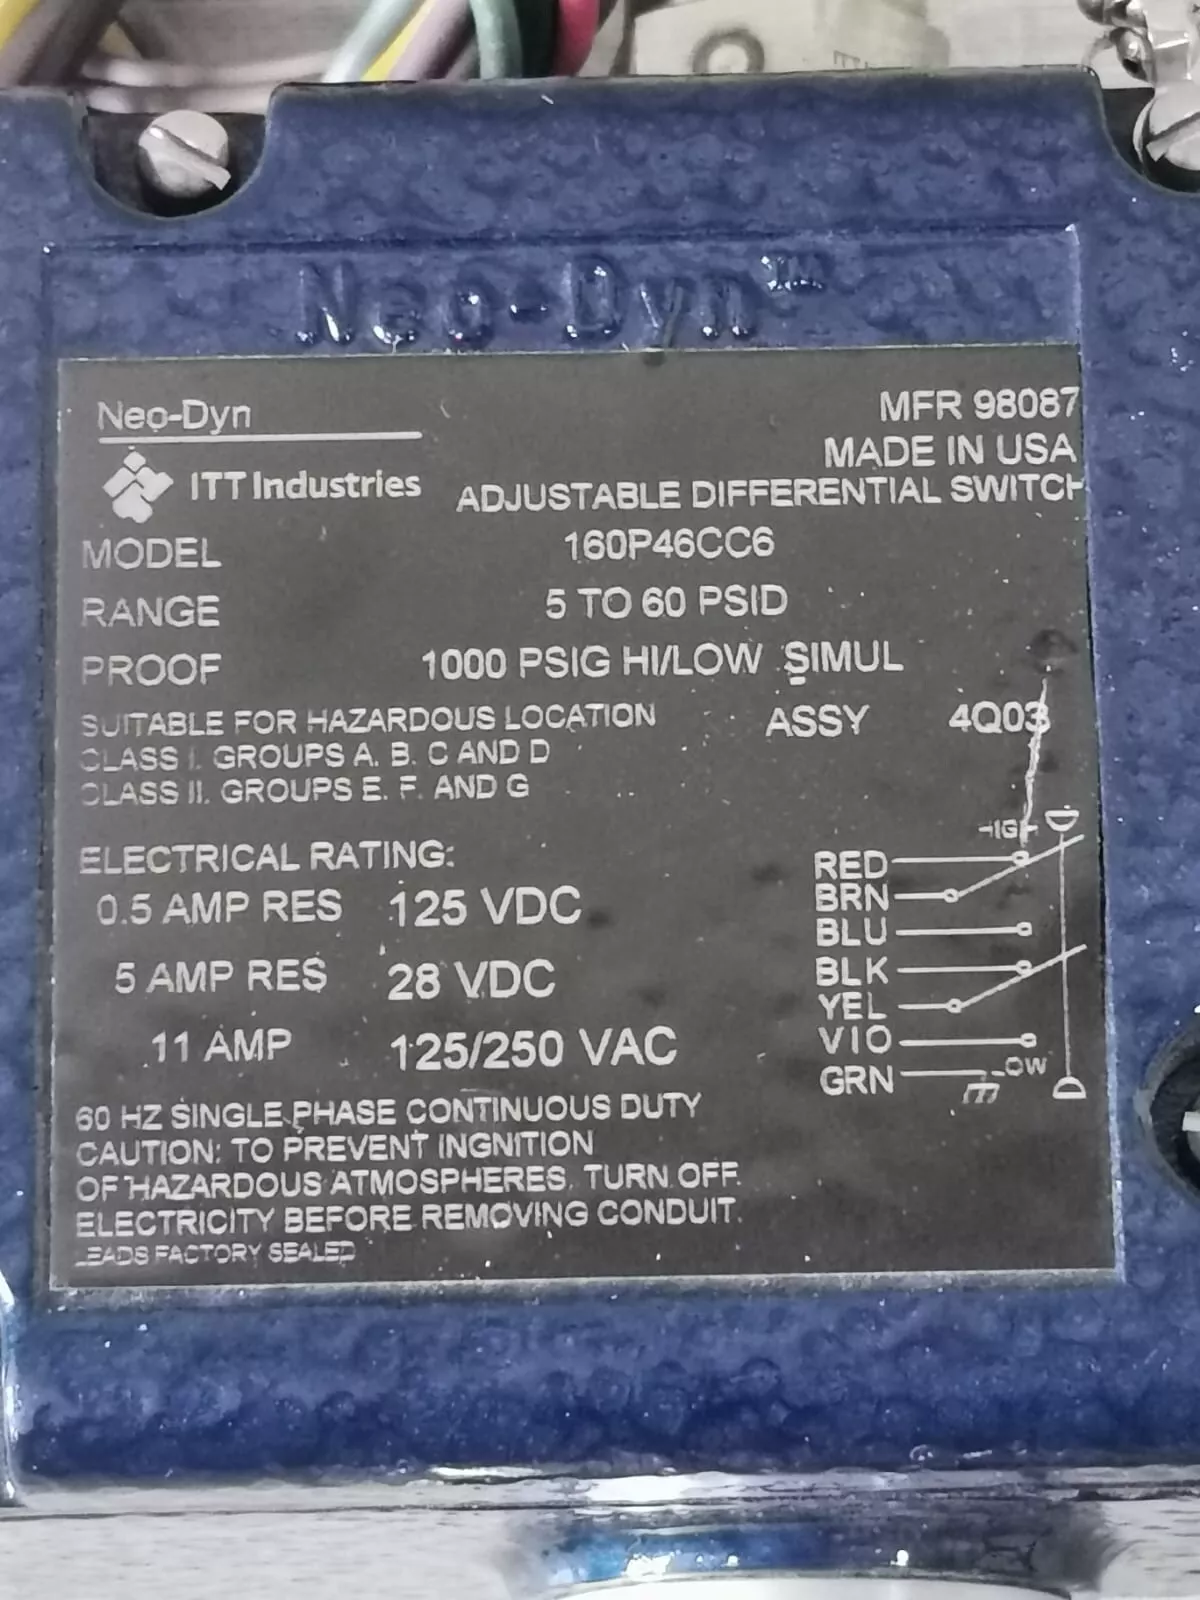 Neo-Dyn™
Neo-Dyn
MFR 98087
MADE IN USA
ITT Industries
ADJUSTABLE DIFFERENTIAL SWITCH
MODEL 160P46CC6
RANGE 5 TO 60 PSID
PROOF 1000 PSIG HI/LOW SIMUL
SUITABLE FOR HAZARDOUS LOCATION
ASSY 4Q03
CLASS I. GROUPS A. B. C AND D
CLASS II. GROUPS E. F. AND G
ELECTRICAL RATING:
0.5 AMP RES 125 VDC
5 AMP RES 28 VDC
11 AMP 125/250 VAC
HIGH
RED
BRN
BLU
BLK
YEL
VIO
LOW
GRN
60 HZ SINGLE PHASE CONTINUOUS DUTY
CAUTION: TO PREVENT INGNITION
OF HAZARDOUS ATMOSPHERES. TURN OFF
ELECTRICITY BEFORE REMOVING CONDUIT.
LEADS FACTORY SEALED